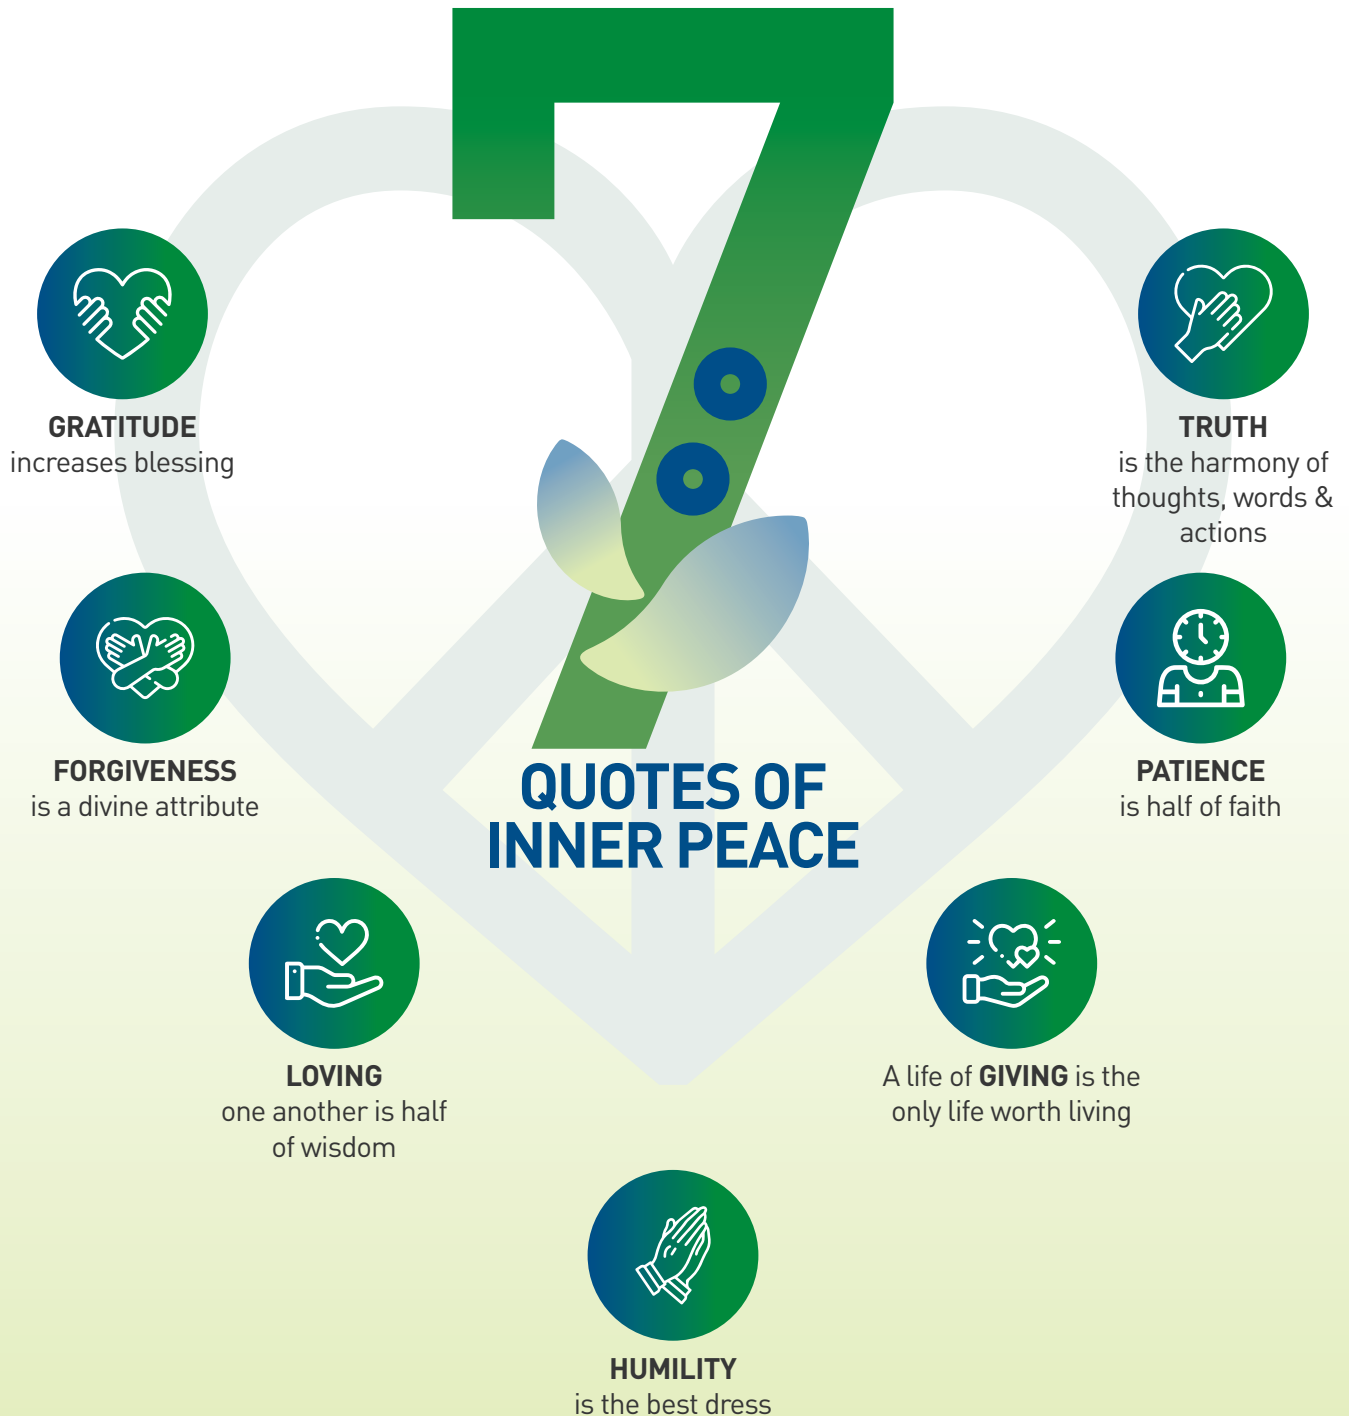 7
QUOTES OF
INNER PEACE
GRATITUDE
increases blessing
FORGIVENESS
is a divine attribute
LOVING
one another is half
of wisdom
HUMILITY
is the best dress
A life of GIVING is the
only life worth living
PATIENCE
is half of faith
TRUTH
is the harmony of
thoughts, words &
actions